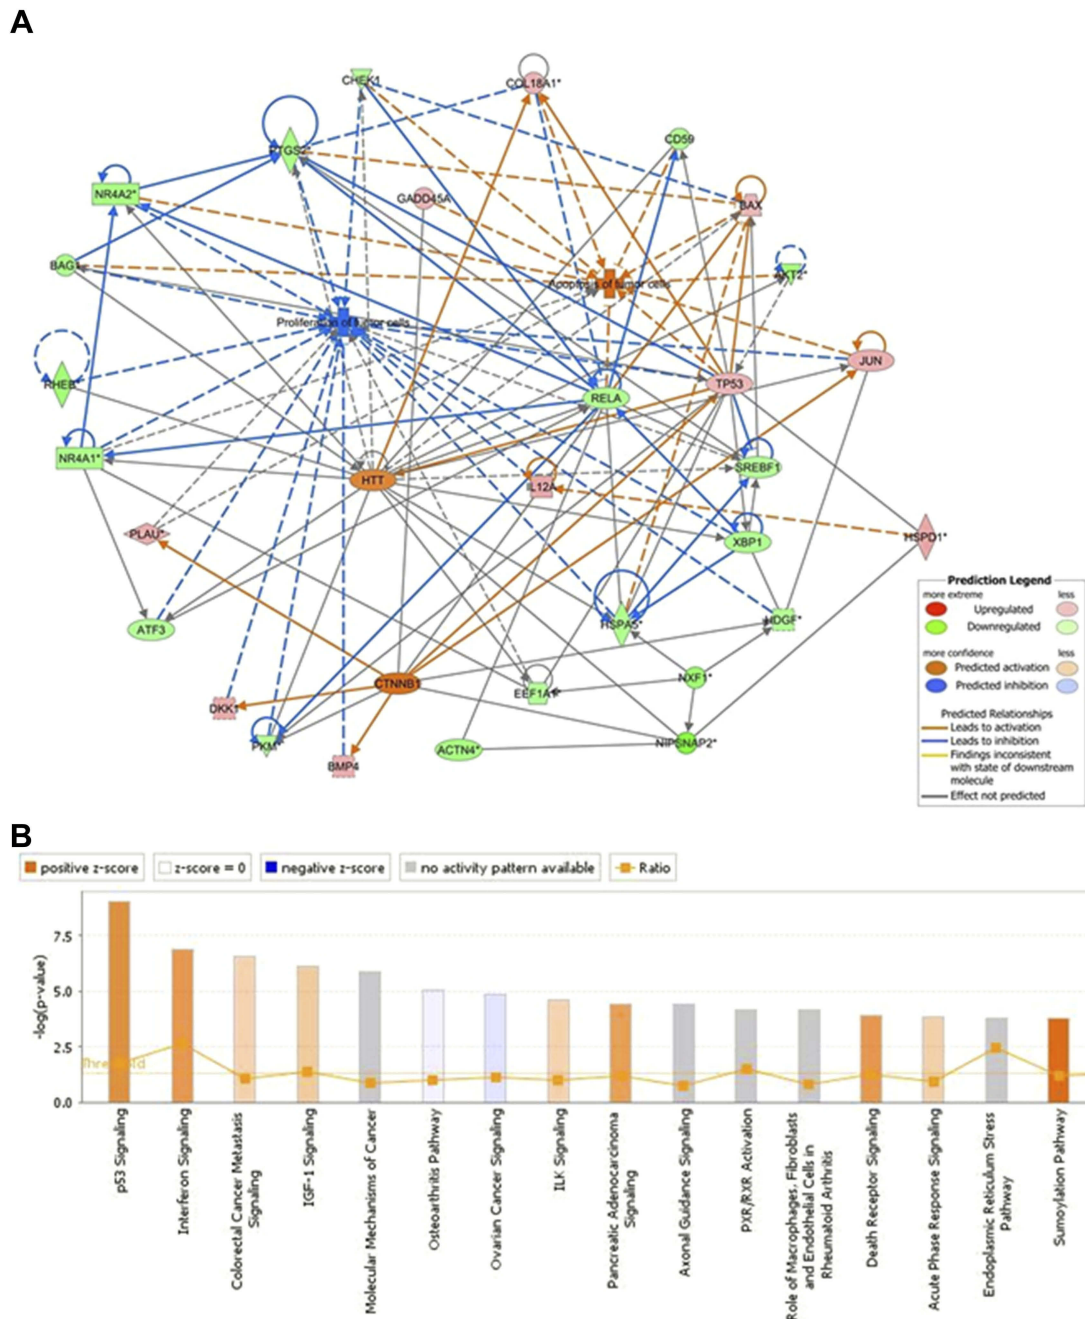 A
CHEK1
COL18A1*
PTGS2*
CD59
NR4A2*
GADD45A
BAX
BAG1
AKT2*
Apoptosis of tumor cells
Proliferation of tumor cells
RHEB*
JUN
TP53
RELA
NR4A1*
SREBF1
HTT
IL12A
PLAU*
XBP1
HSPD1*
ATF3
HSPA5*
HDGF*
CTNNB1
EEF1A1*
NXF1*
DKK1
PKM*
BMP4
ACTN4*
NIPSNAP2*
Prediction Legend
more extreme less
Upregulated
Downregulated
more confidence less
Predicted activation
Predicted inhibition
Predicted Relationships
Leads to activation
Leads to inhibition
Findings inconsistent
with state of downstream
molecule
Effect not predicted
B
positive z-score z-score = 0 negative z-score no activity pattern available Ratio
-log(p-value)
7.5
5.0
2.5
0.0
Threshold
p53 Signaling
Interferon Signaling
Colorectal Cancer Metastasis
Signaling
IGF-1 Signaling
Molecular Mechanisms of Cancer
Osteoarthritis Pathway
Ovarian Cancer Signaling
ILK Signaling
Pancreatic Adenocarcinoma
Signaling
Axonal Guidance Signaling
PXR/RXR Activation
Role of Macrophages, Fibroblasts
and Endothelial Cells in
Rheumatoid Arthritis
Death Receptor Signaling
Acute Phase Response Signaling
Endoplasmic Reticulum Stress
Pathway
Sumoylation Pathway